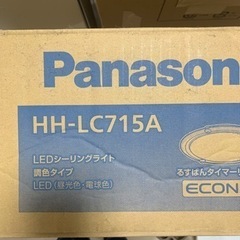 Panason
HH-LC715A
LEDシーリングライト
調色タイプ
LED（昼光色・電球色）
るすばんタイマーリ
ECON